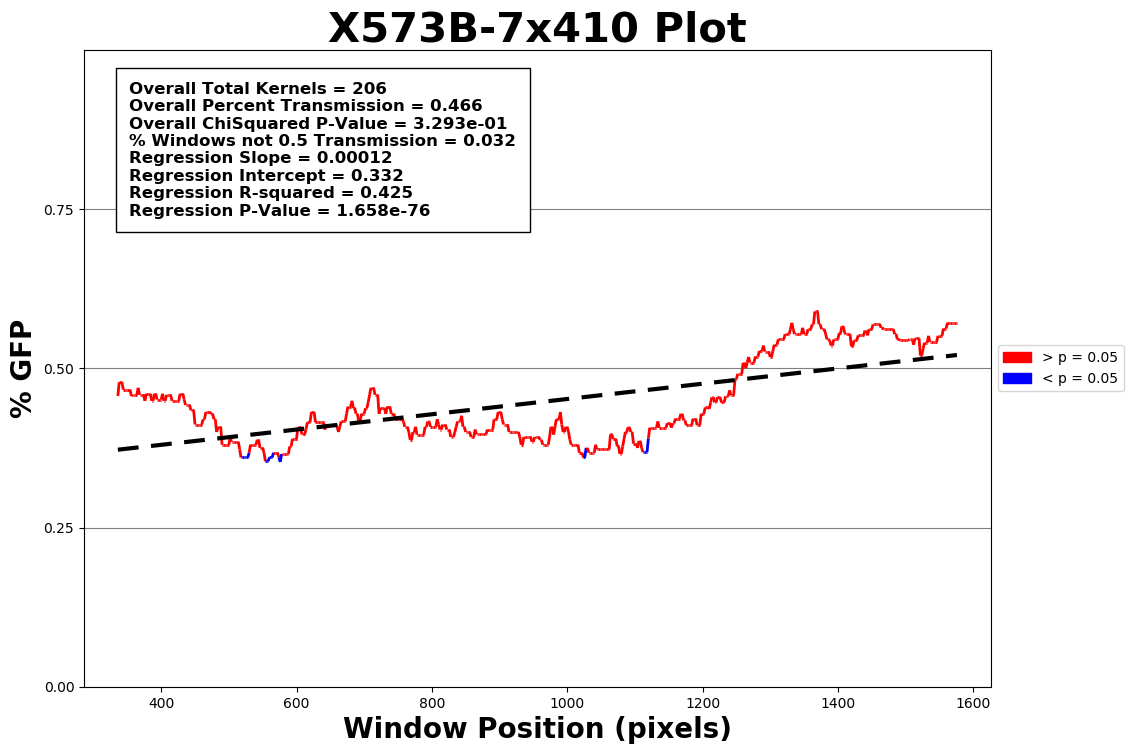 X573B-7x410 Plot
Overall Total Kernels = 206
Overall Percent Transmission = 0.466
Overall ChiSquared P-Value = 3.293e-01
% Windows not 0.5 Transmission = 0.032
Regression Slope = 0.00012
Regression Intercept = 0.332
Regression R-squared = 0.425
Regression P-Value = 1.658e-76
% GFP
0.75
0.50
0.25
0.00
> p = 0.05
< p = 0.05
400 600 800 1000 1200 1400 1600
Window Position (pixels)